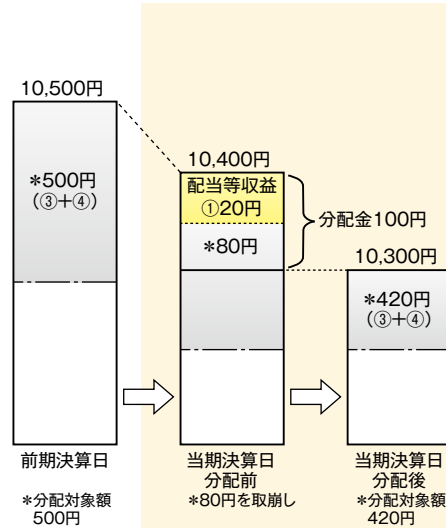 10,500円
*500円
(③+④)
前期決算日
*分配対象額
500円
10,400円
配当等収益
①20円
*80円
分配金100円
当期決算日
分配前
*80円を取崩し
10,300円
*420円
(③+④)
当期決算日
分配後
*分配対象額
420円